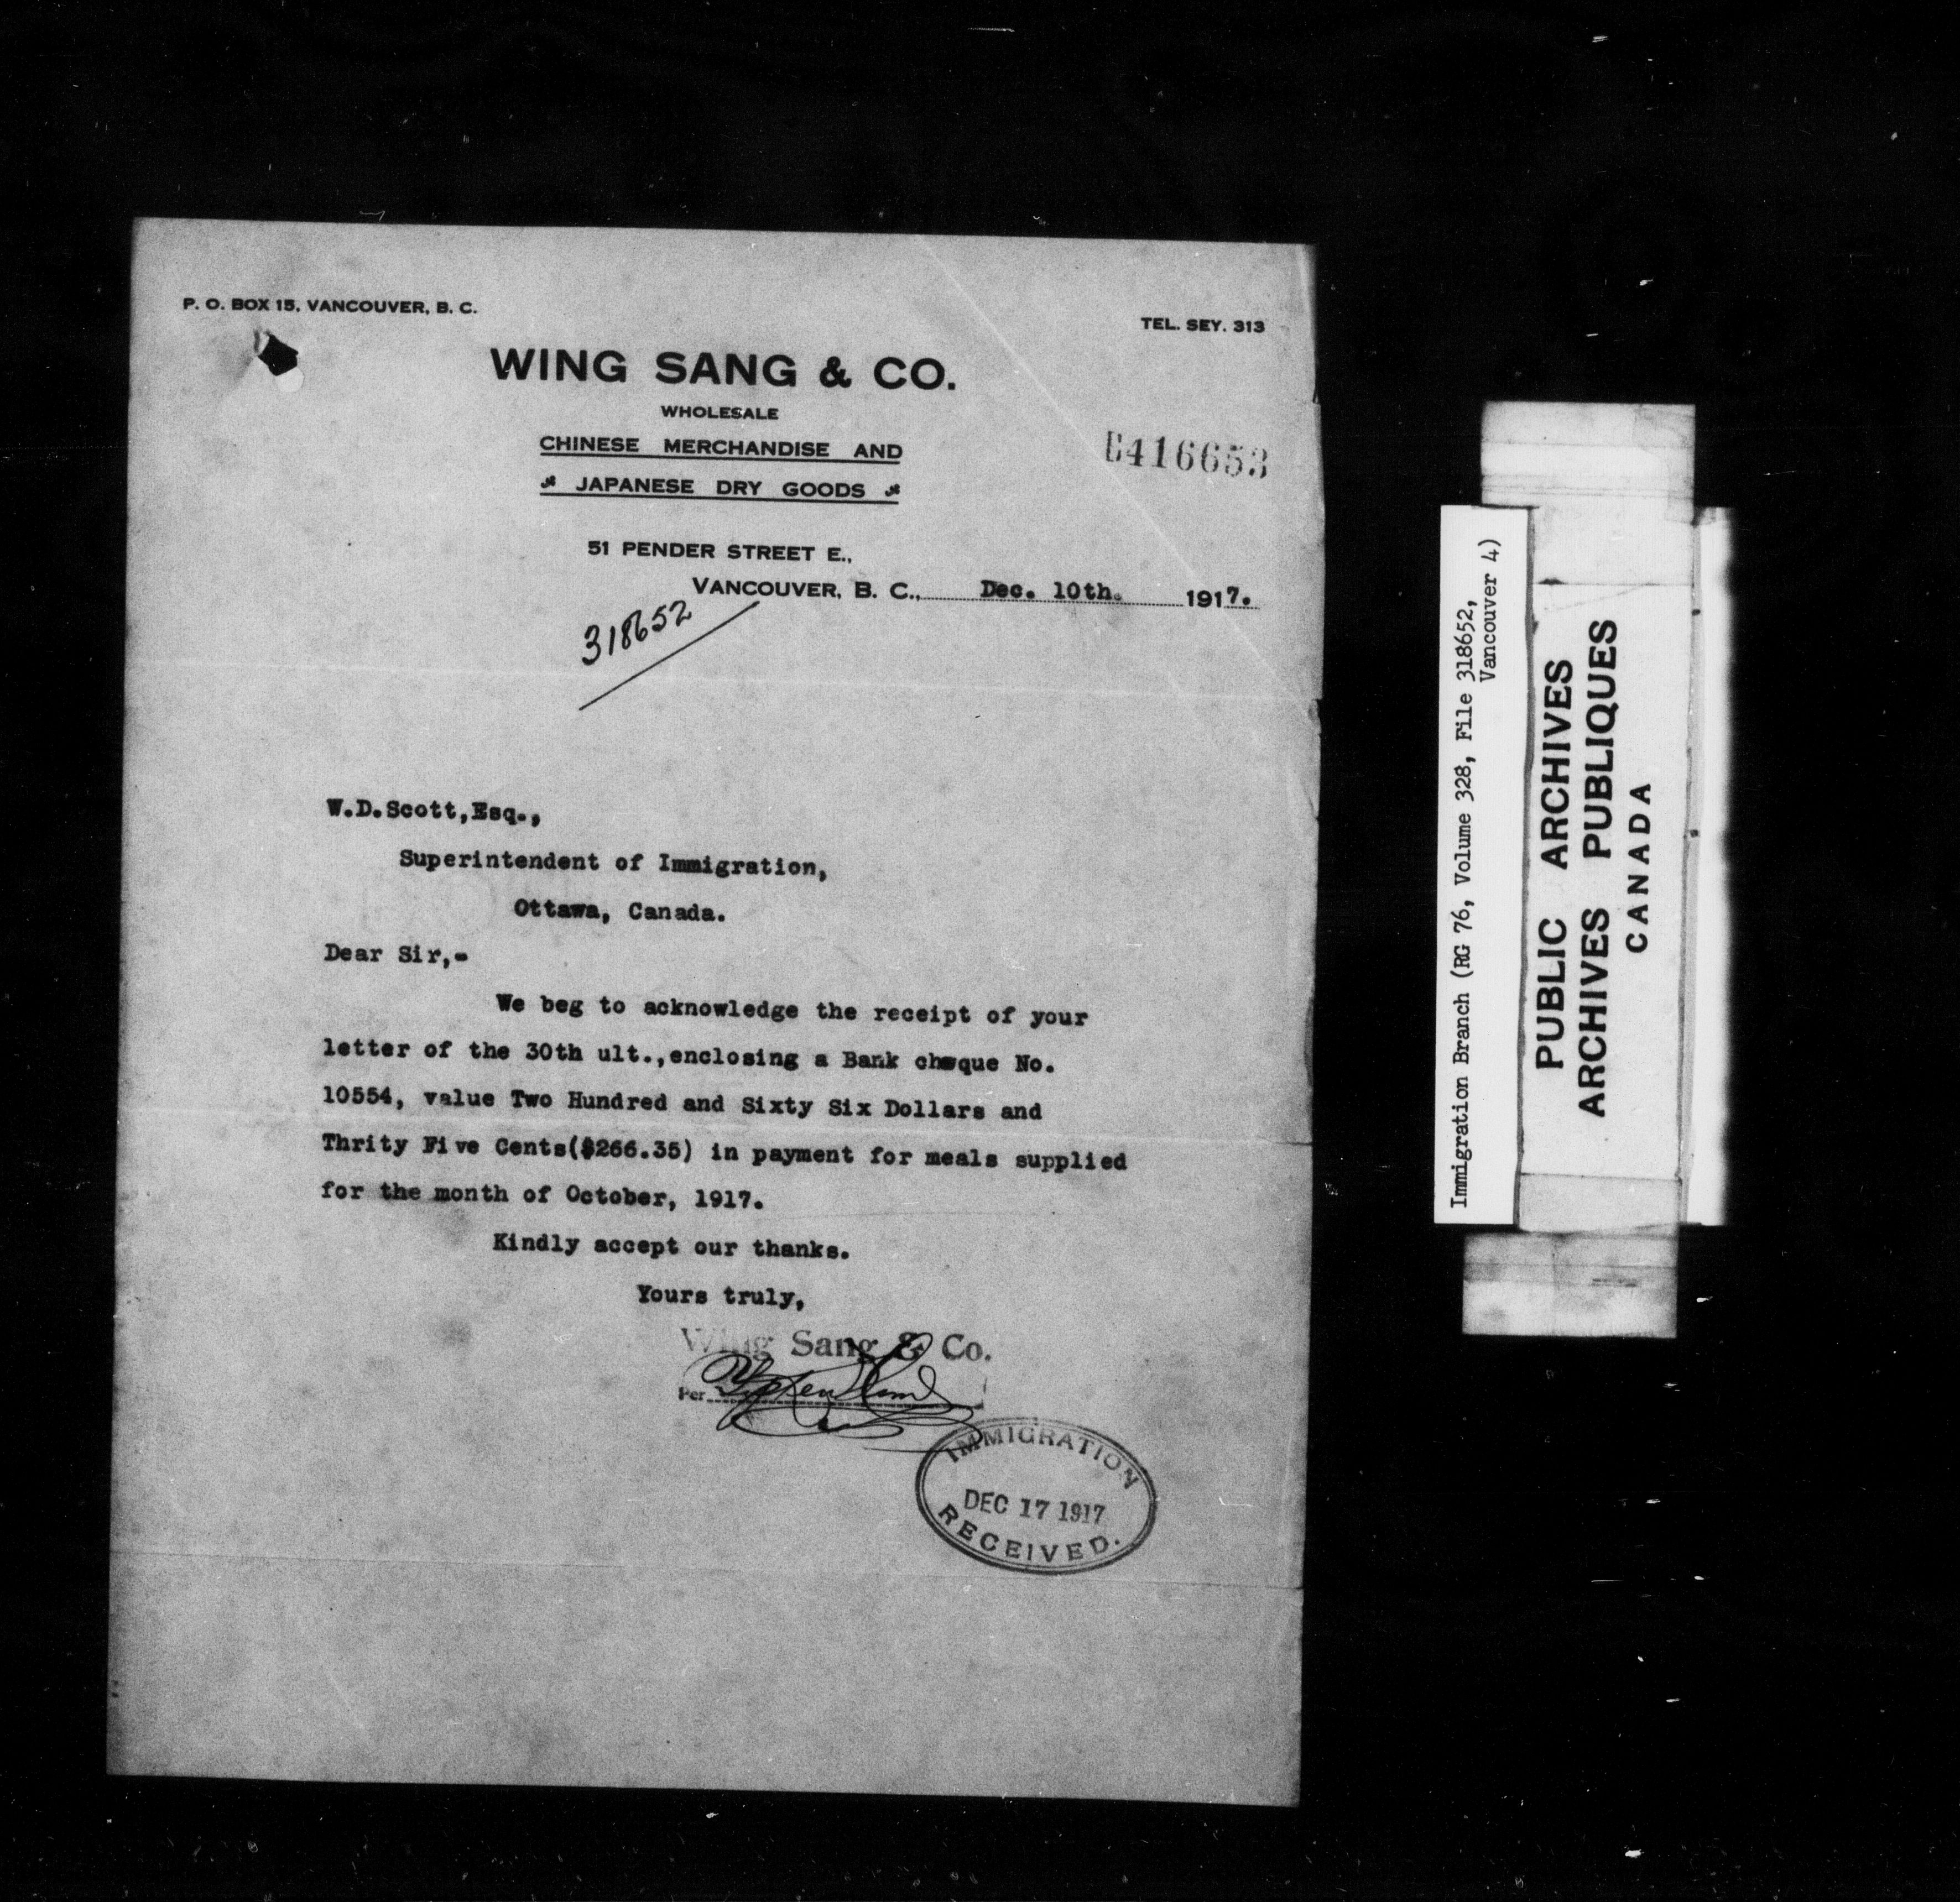 P. O. BOX 15, VANCOUVER, B. C.
TEL. SEY. 313
WING SANG & CO.
WHOLESALE
CHINESE MERCHANDISE AND
JAPANESE DRY GOODS
416653
51 PENDER STREET E.,
VANCOUVER, B. C., Dec. 10th. 1917.
318652
W.D.Scott,Esq.,
Superintendent of Immigration,
Ottawa, Canada.
Dear Sir,-
We beg to acknowledge the receipt of your
letter of the 30th ult.,enclosing a Bank cheque No.
10554, value Two Hundred and Sixty Six Dollars and
Thrity Five Cents($266.35) in payment for meals supplied
for the month of October, 1917.
Kindly accept our thanks.
Yours truly,
Wing Sang & Co.
Per
IMMIGRATION
DEC 17 1917
RECEIVED.
Immigration Branch (RG 76, Volume 328, File 318652,
Vancouver 4)
PUBLIC ARCHIVES
ARCHIVES PUBLIQUES
CANADA